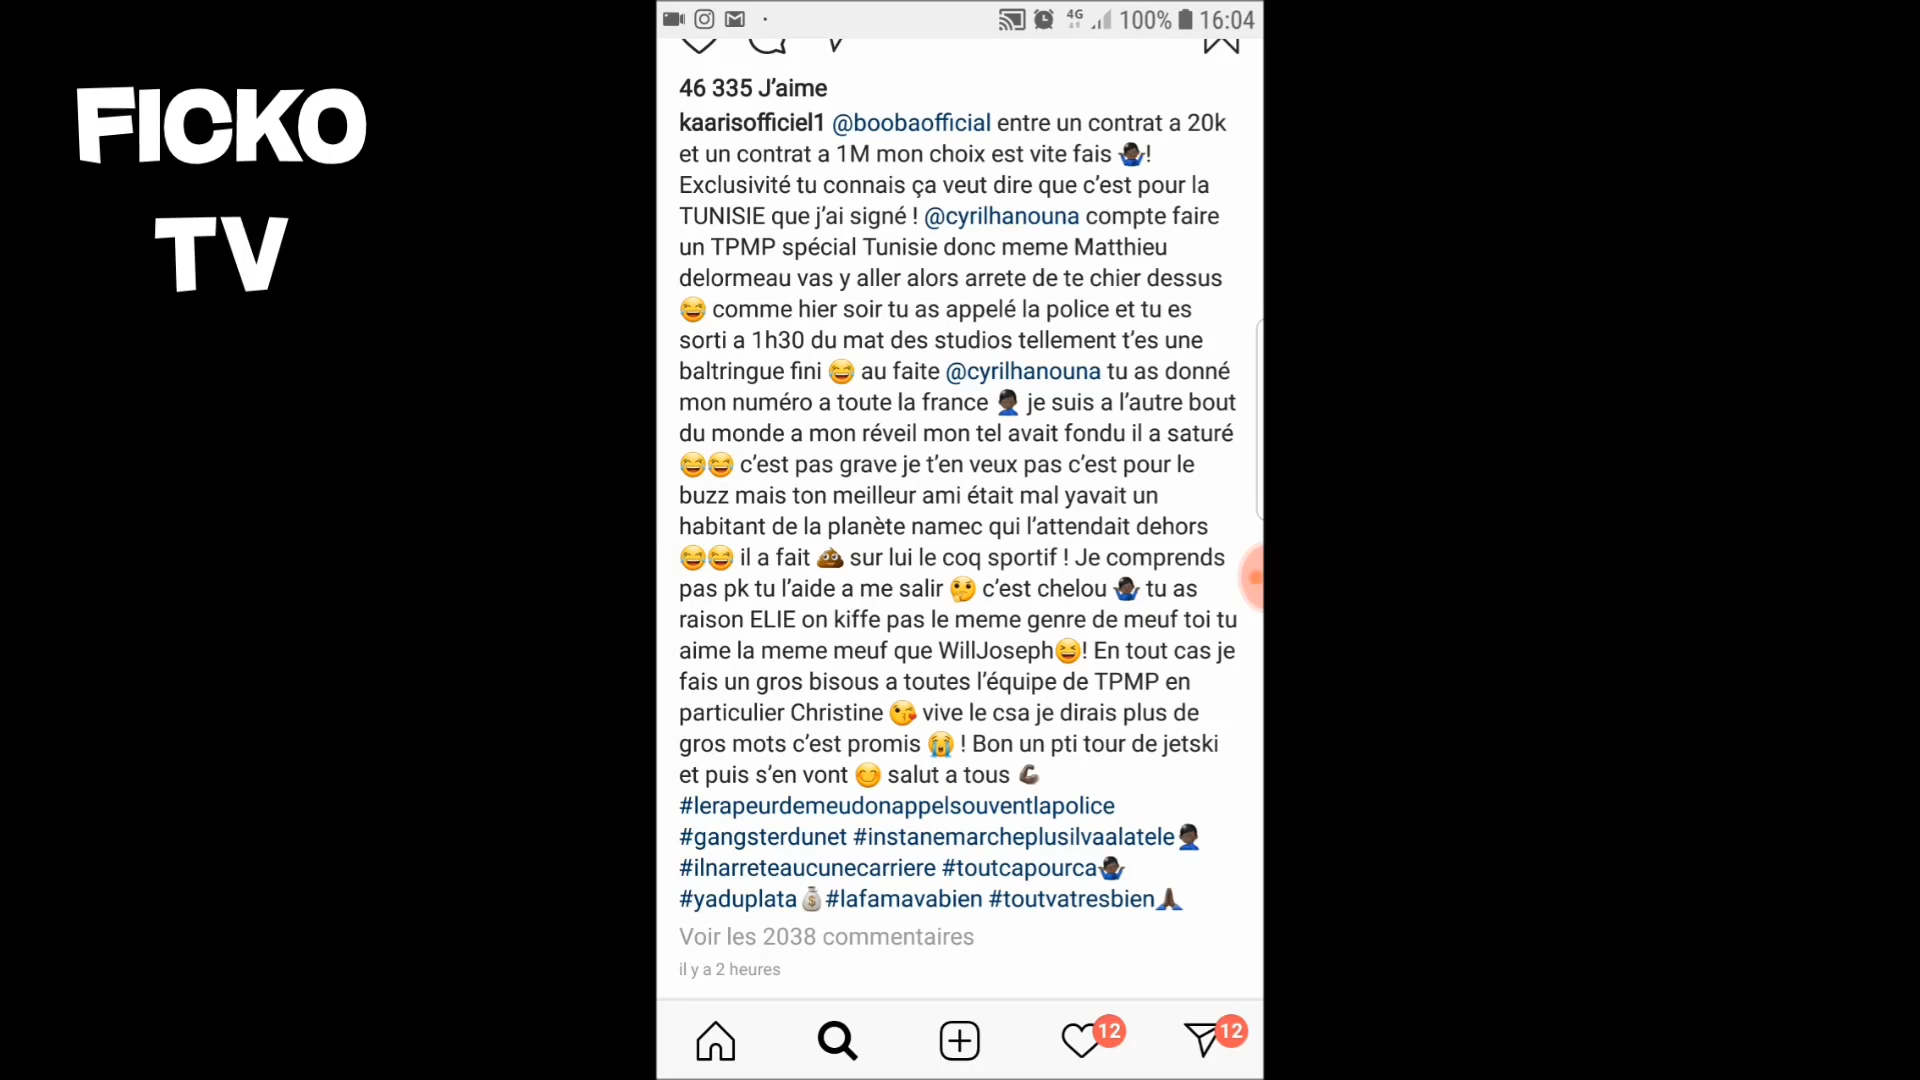 FICKO
TV
4G 100% 16:04
46 335 J’aime
kaarisofficiel1 @boobaofficial entre un contrat a 20k
et un contrat a 1M mon choix est vite fais 🤷🏿‍♂️!
Exclusivité tu connais ça veut dire que c’est pour la
TUNISIE que j’ai signé ! @cyrilhanouna compte faire
un TPMP spécial Tunisie donc meme Matthieu
delormeau vas y aller alors arrete de te chier dessus
😂 comme hier soir tu as appelé la police et tu es
sorti a 1h30 du mat des studios tellement t’es une
baltringue fini 😂 au faite @cyrilhanouna tu as donné
mon numéro a toute la france 🤦🏿‍♂️ je suis a l’autre bout
du monde a mon réveil mon tel avait fondu il a saturé
😂😂 c’est pas grave je t’en veux pas c’est pour le
buzz mais ton meilleur ami était mal yavait un
habitant de la planète namec qui l’attendait dehors
😂😂 il a fait 💩 sur lui le coq sportif ! Je comprends
pas pk tu l’aide a me salir 🤔 c’est chelou 🤷🏿‍♂️ tu as
raison ELIE on kiffe pas le meme genre de meuf toi tu
aime la meme meuf que WillJoseph😆! En tout cas je
fais un gros bisous a toutes l’équipe de TPMP en
particulier Christine 😘 vive le csa je dirais plus de
gros mots c’est promis 😭 ! Bon un pti tour de jetski
et puis s’en vont 😊 salut a tous 💪🏿
#lerapeurdemeudonappelsouventlapolice
#gangsterdunet #instanemarcheplusilvaalatele🤦🏿‍♂️
#ilnarreteaucunecarriere #toutcapourca🤷🏿‍♂️
#yaduplata💰#lafamavabien #toutvatresbien🙏🏿
Voir les 2038 commentaires
il y a 2 heures
12 12